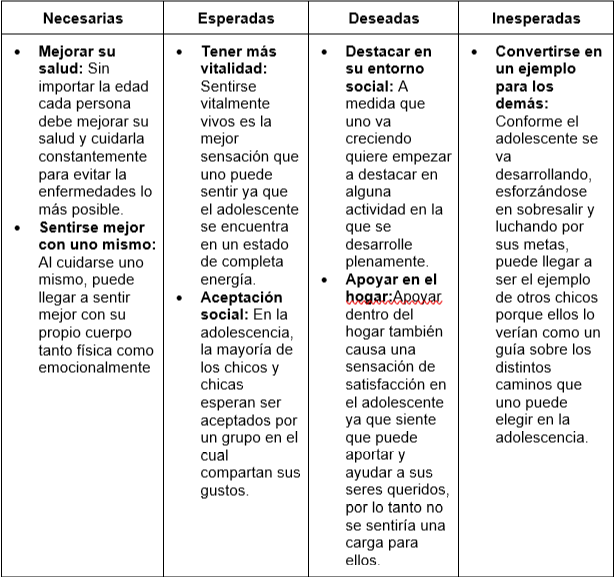 Necesarias
Esperadas
Deseadas
Inesperadas
• Mejorar su
salud: Sin
importar la edad
cada persona
debe mejorar su
salud y cuidarla
constantemente
para evitar la
enfermedades lo
más posible.
• Sentirse mejor
con uno mismo:
Al cuidarse uno
mismo, puede
llegar a sentir
mejor con su
propio cuerpo
tanto física como
emocionalmente
• Tener más
vitalidad:
Sentirse
vitalmente
vivos es la
mejor
sensación que
uno puede
sentir ya que
el adolescente
se encuentra
en un estado
de completa
energía.
• Aceptación
social: En la
adolescencia,
la mayoría de
los chicos y
chicas
esperan ser
aceptados por
un grupo en el
cual
compartan sus
gustos.
• Destacar en
su entorno
social: A
medida que
uno va
creciendo
quiere empezar
a destacar en
alguna
actividad en la
que se
desarrolle
plenamente.
• Apoyar en el
hogar:Apoyar
dentro del
hogar también
causa una
sensación de
satisfacción en
el adolescente
ya que siente
que puede
aportar y
ayudar a sus
seres queridos,
por lo tanto no
se sentiría una
carga para
ellos.
• Convertirse en
un ejemplo
para los
demás:
Conforme el
adolescente se
va
desarrollando,
esforzándose
en sobresalir y
luchando por
sus metas,
puede llegar a
ser el ejemplo
de otros chicos
porque ellos lo
verían como un
guía sobre los
distintos
caminos que
uno puede
elegir en la
adolescencia.